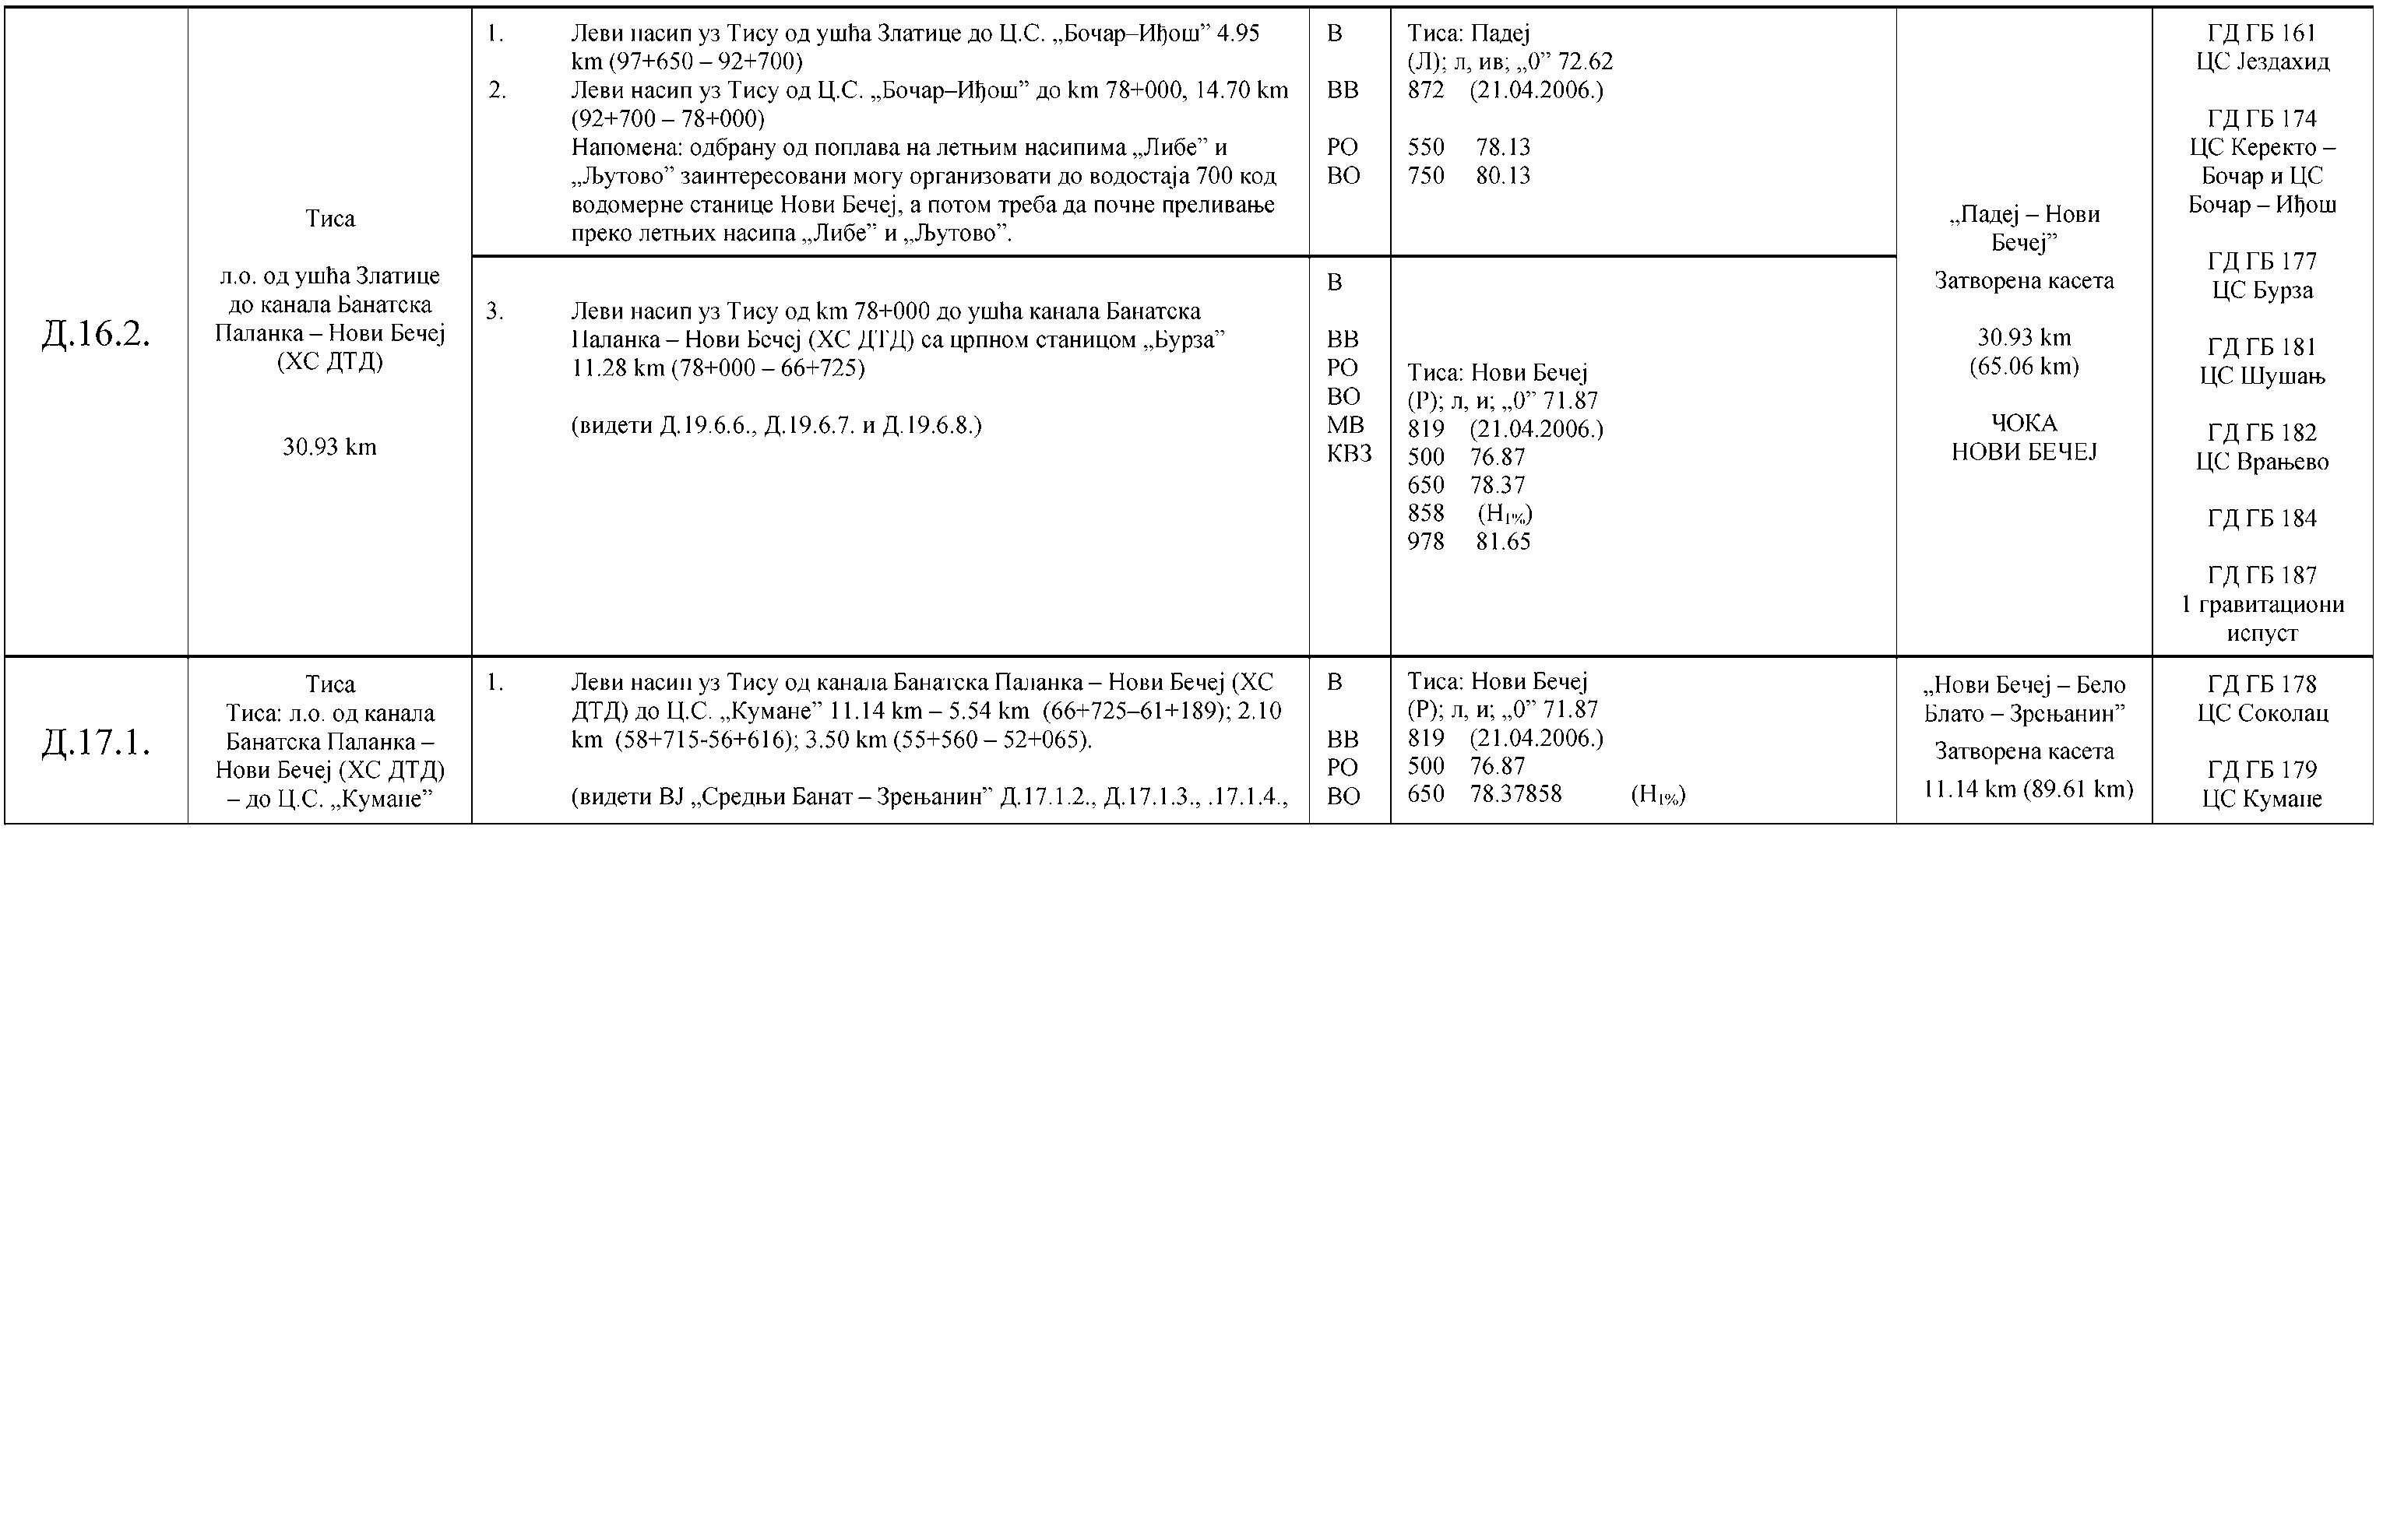 Д.16.2.
Тиса
л.о. од ушћа Златице
до канала Банатска
Паланка – Нови Бечеј
(ХС ДТД)
30.93 km
1. Леви насип уз Тису од ушћа Златице до Ц.С. „Бочар–Иђош” 4.95
km (97+650 – 92+700)
2. Леви насип уз Тису од Ц.С. „Бочар–Иђош” до km 78+000, 14.70 km
(92+700 – 78+000)
Напомена: одбрану од поплава на летњим насипима „Либе” и
„Љутово” заинтересовани могу организовати до водостаја 700 код
водомерне станице Нови Бечеј, а потом треба да почне преливање
преко летњих насипа „Либе” и „Љутово”.
В
ВВ
РО
ВО
Тиса: Падеј
(Л); л, ив; „0” 72.62
872 (21.04.2006.)
550 78.13
750 80.13
3. Леви насип уз Тису од km 78+000 до ушћа канала Банатска
Паланка – Нови Бечеј (ХС ДТД) са црпном станицом „Бурза”
11.28 km (78+000 – 66+725)
(видети Д.19.6.6., Д.19.6.7. и Д.19.6.8.)
В
ВВ
РО
ВО
МВ
КВЗ
Тиса: Нови Бечеј
(Р); л, и; „0” 71.87
819 (21.04.2006.)
500 76.87
650 78.37
858 (H1%)
978 81.65
„Падеј – Нови
Бечеј”
Затворена касета
30.93 km
(65.06 km)
ЧОКА
НОВИ БЕЧЕЈ
ГД ГБ 161
ЦС Јездахид
ГД ГБ 174
ЦС Керекто –
Бочар и ЦС
Бочар – Иђош
ГД ГБ 177
ЦС Бурза
ГД ГБ 181
ЦС Шушањ
ГД ГБ 182
ЦС Врањево
ГД ГБ 184
ГД ГБ 187
1 гравитациони
испуст
Д.17.1.
Тиса
Тиса: л.о. од канала
Банатска Паланка –
Нови Бечеј (ХС ДТД)
– до Ц.С. „Кумане”
1. Леви насип уз Тису од канала Банатска Паланка – Нови Бечеј (ХС
ДТД) до Ц.С. „Кумане” 11.14 km – 5.54 km (66+725–61+189); 2.10
km (58+715-56+616); 3.50 km (55+560 – 52+065).
(видети ВЈ „Средњи Банат – Зрењанин” Д.17.1.2., Д.17.1.3., .17.1.4.,
В
ВВ
РО
ВО
Тиса: Нови Бечеј
(Р); л, и; „0” 71.87
819 (21.04.2006.)
500 76.87
650 78.37858 (H1%)
„Нови Бечеј – Бело
Блато – Зрењанин”
Затворена касета
11.14 km (89.61 km)
ГД ГБ 178
ЦС Соколац
ГД ГБ 179
ЦС Кумане